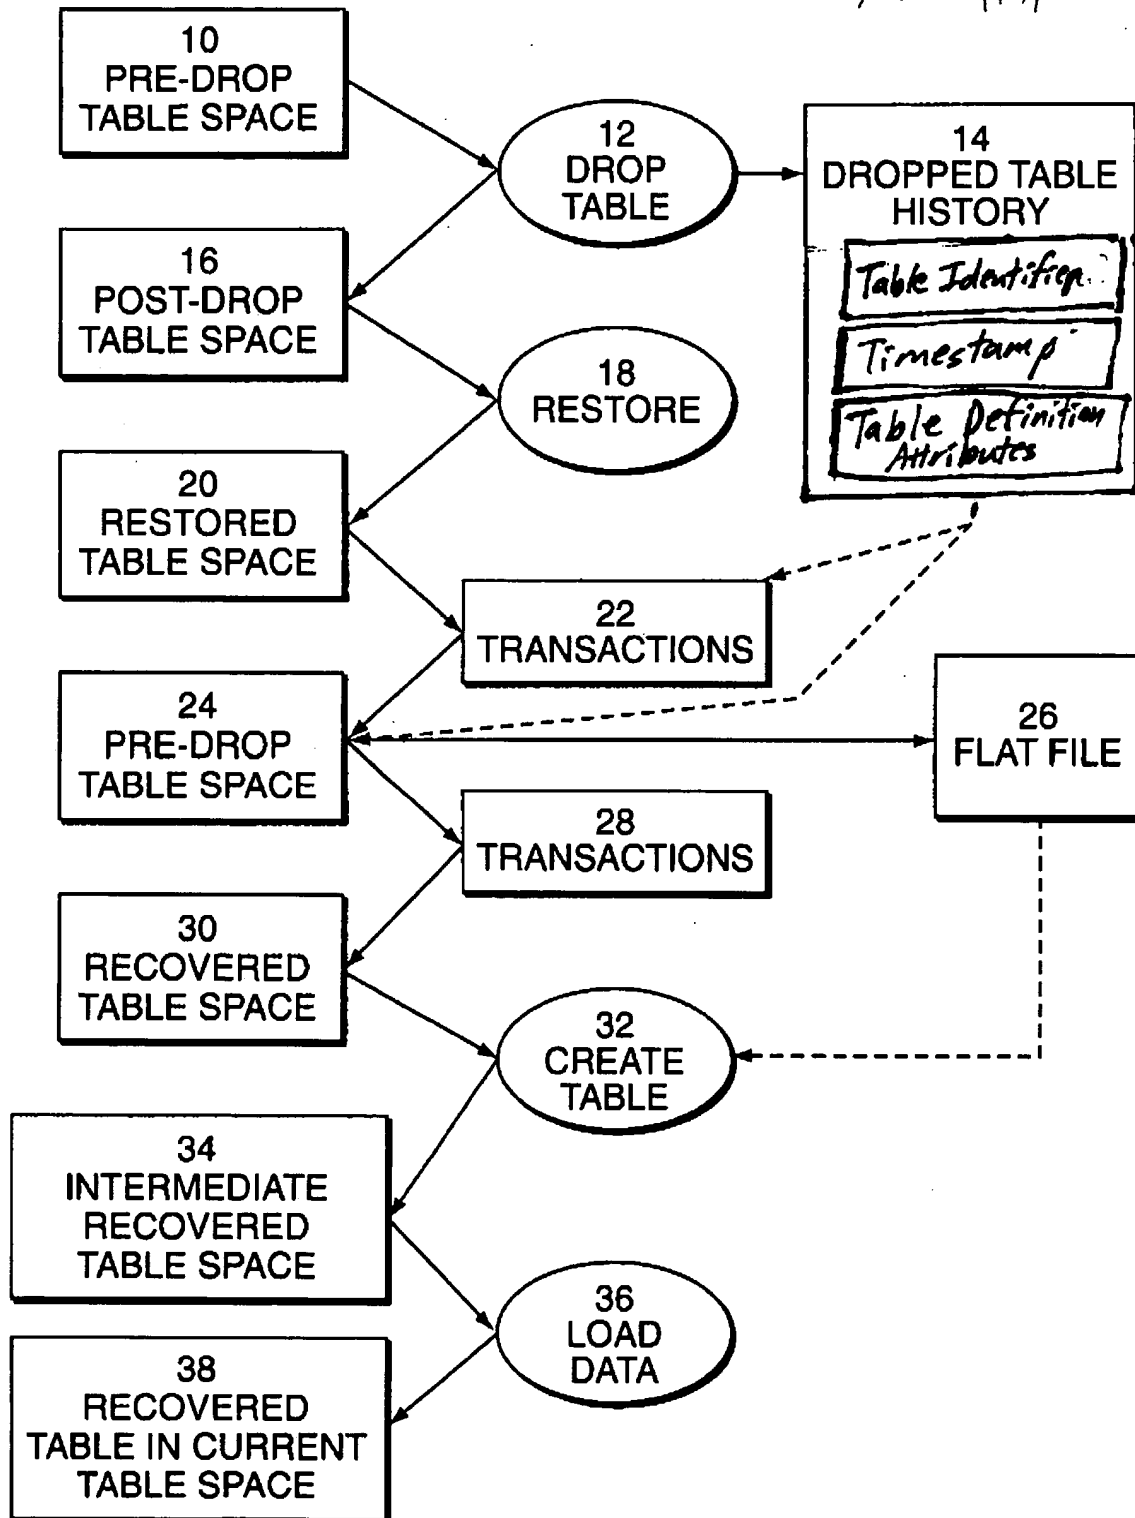 10
PRE-DROP
TABLE SPACE
12
DROP
TABLE
14
DROPPED TABLE
HISTORY
Table Identifier
Timestamp
Table Definition
Attributes
16
POST-DROP
TABLE SPACE
18
RESTORE
20
RESTORED
TABLE SPACE
22
TRANSACTIONS
24
PRE-DROP
TABLE SPACE
26
FLAT FILE
28
TRANSACTIONS
30
RECOVERED
TABLE SPACE
32
CREATE
TABLE
34
INTERMEDIATE
RECOVERED
TABLE SPACE
36
LOAD
DATA
38
RECOVERED
TABLE IN CURRENT
TABLE SPACE